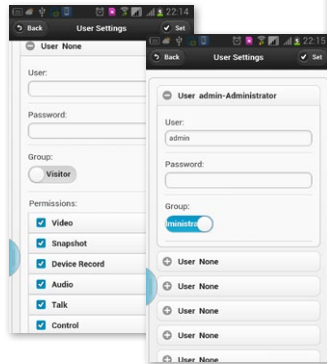 22:14
Back User Settings Set
User None
User:
Password:
Group:
Visitor
Permissions:
Video
Snapshot
Device Record
Audio
Talk
Control
22:15
Back User Settings Set
User admin-Administrator
User:
admin
Password:
Group:
ministra
User None
User None
User None
User None
User None